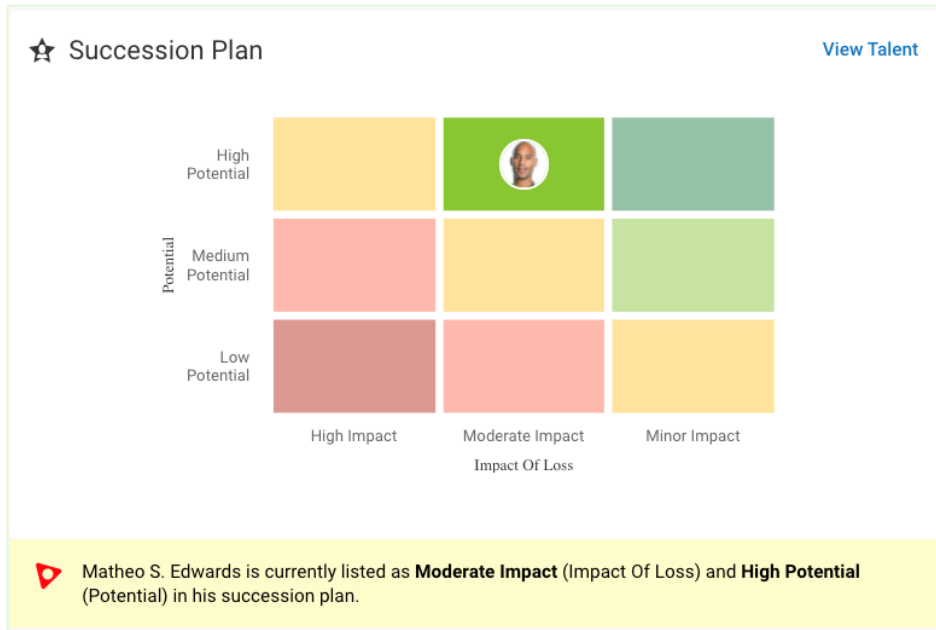 Succession Plan
View Talent
High
Potential
Medium
Potential
Potential
Low
Potential
High Impact
Moderate Impact
Minor Impact
Impact Of Loss
Matheo S. Edwards is currently listed as Moderate Impact (Impact Of Loss) and High Potential
(Potential) in his succession plan.